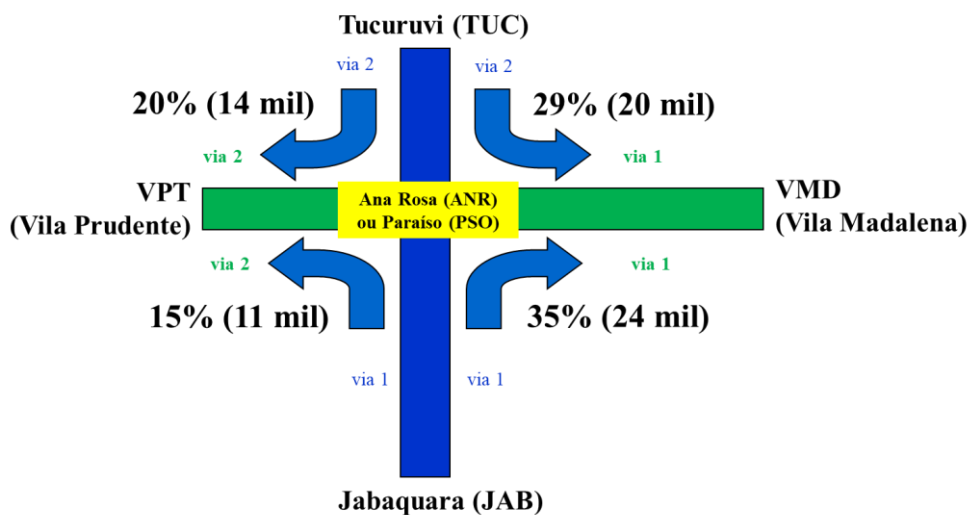 Tucuruvi (TUC)
via 2
via 2
20% (14 mil)
29% (20 mil)
via 2
via 1
VPT
(Vila Prudente)
Ana Rosa (ANR)
ou Paraíso (PSO)
VMD
(Vila Madalena)
via 2
via 1
15% (11 mil)
35% (24 mil)
via 1
via 1
Jabaquara (JAB)